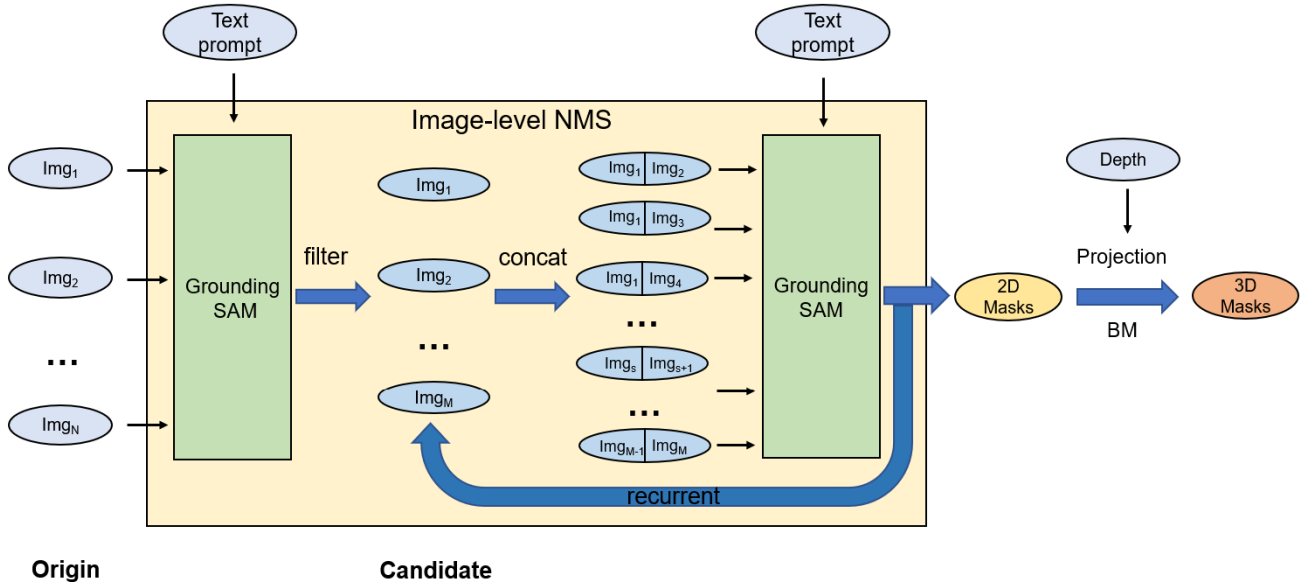 Text
prompt
Text
prompt
Image-level NMS
Img1
Img2
...
ImgN
Grounding
SAM
filter
Img1
Img2
...
ImgM
concat
Img1 Img2
Img1 Img3
Img1 Img4
...
Imgs Imgs+1
...
ImgM-1 ImgM
Grounding
SAM
recurrent
2D
Masks
Depth
Projection
BM
3D
Masks
Origin
Candidate